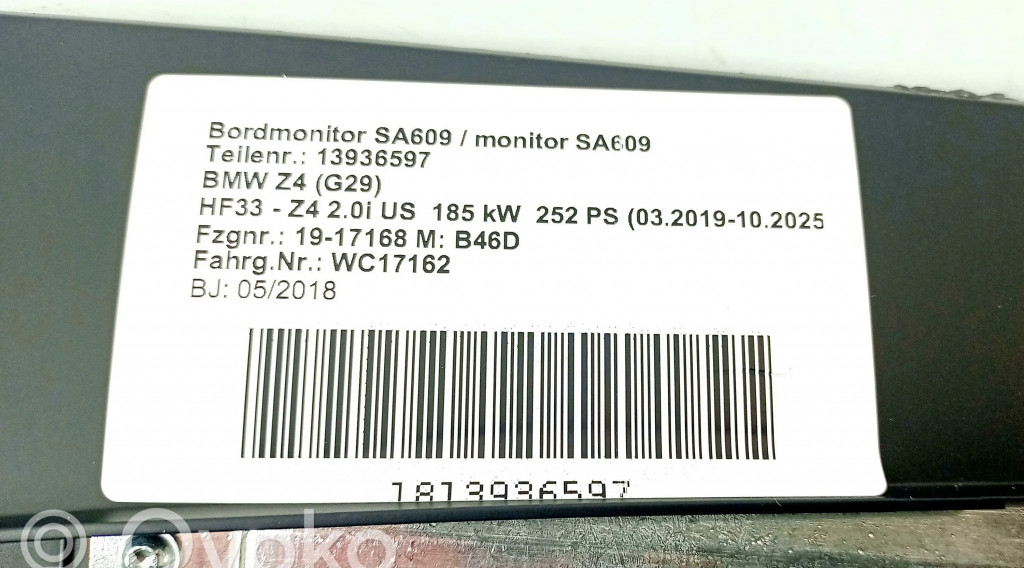 Bordmonitor SA609 / monitor SA609
Teilenr.: 13936597
BMW Z4 (G29)
HF33 - Z4 2.0i US 185 kW 252 PS (03.2019-10.2025
Fzgnr.: 19-17168 M: B46D
Fahrg.Nr.: WC17162
BJ: 05/2018
1813936597
Ovoko